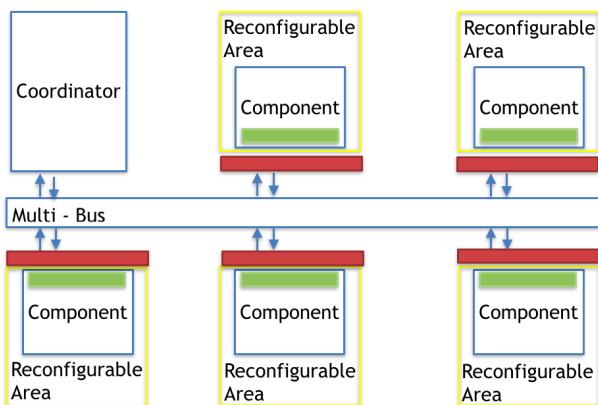 Reconfigurable
Area
Reconfigurable
Area
Coordinator
Component
Component
Multi - Bus
Component
Component
Component
Reconfigurable
Area
Reconfigurable
Area
Reconfigurable
Area